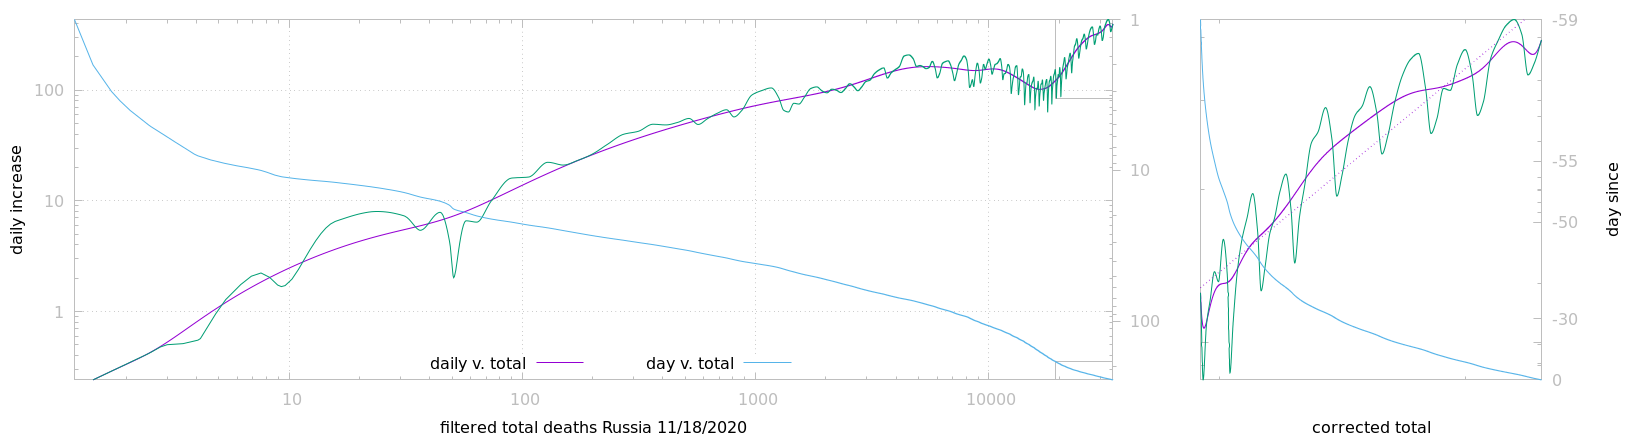 daily increase
100
10
1
10
100
1000
10000
filtered total deaths Russia 11/18/2020
daily v. total
day v. total
1
10
100
corrected total
-59
-55
-50
-30
0
day since